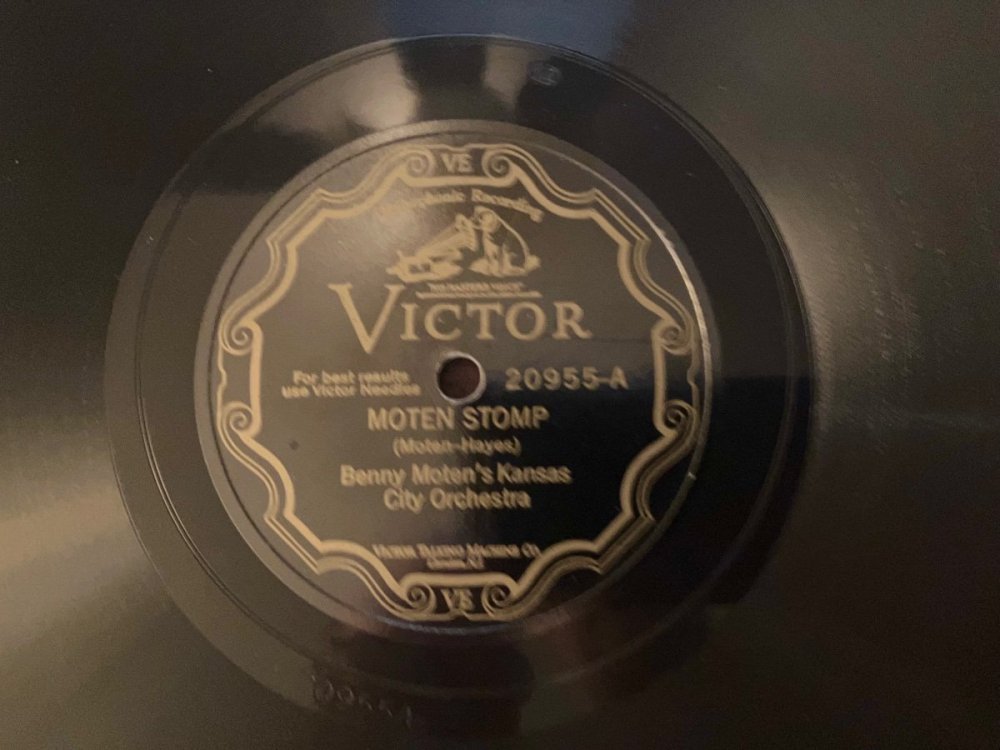 VE
Orthophonic Recording
"HIS MASTER'S VOICE"
VICTOR
For best results
use Victor Needles
20955-A
MOTEN STOMP
(Moten-Hayes)
Benny Moten's Kansas
City Orchestra
VICTOR TALKING MACHINE CO.
Camden, N.J.
VE